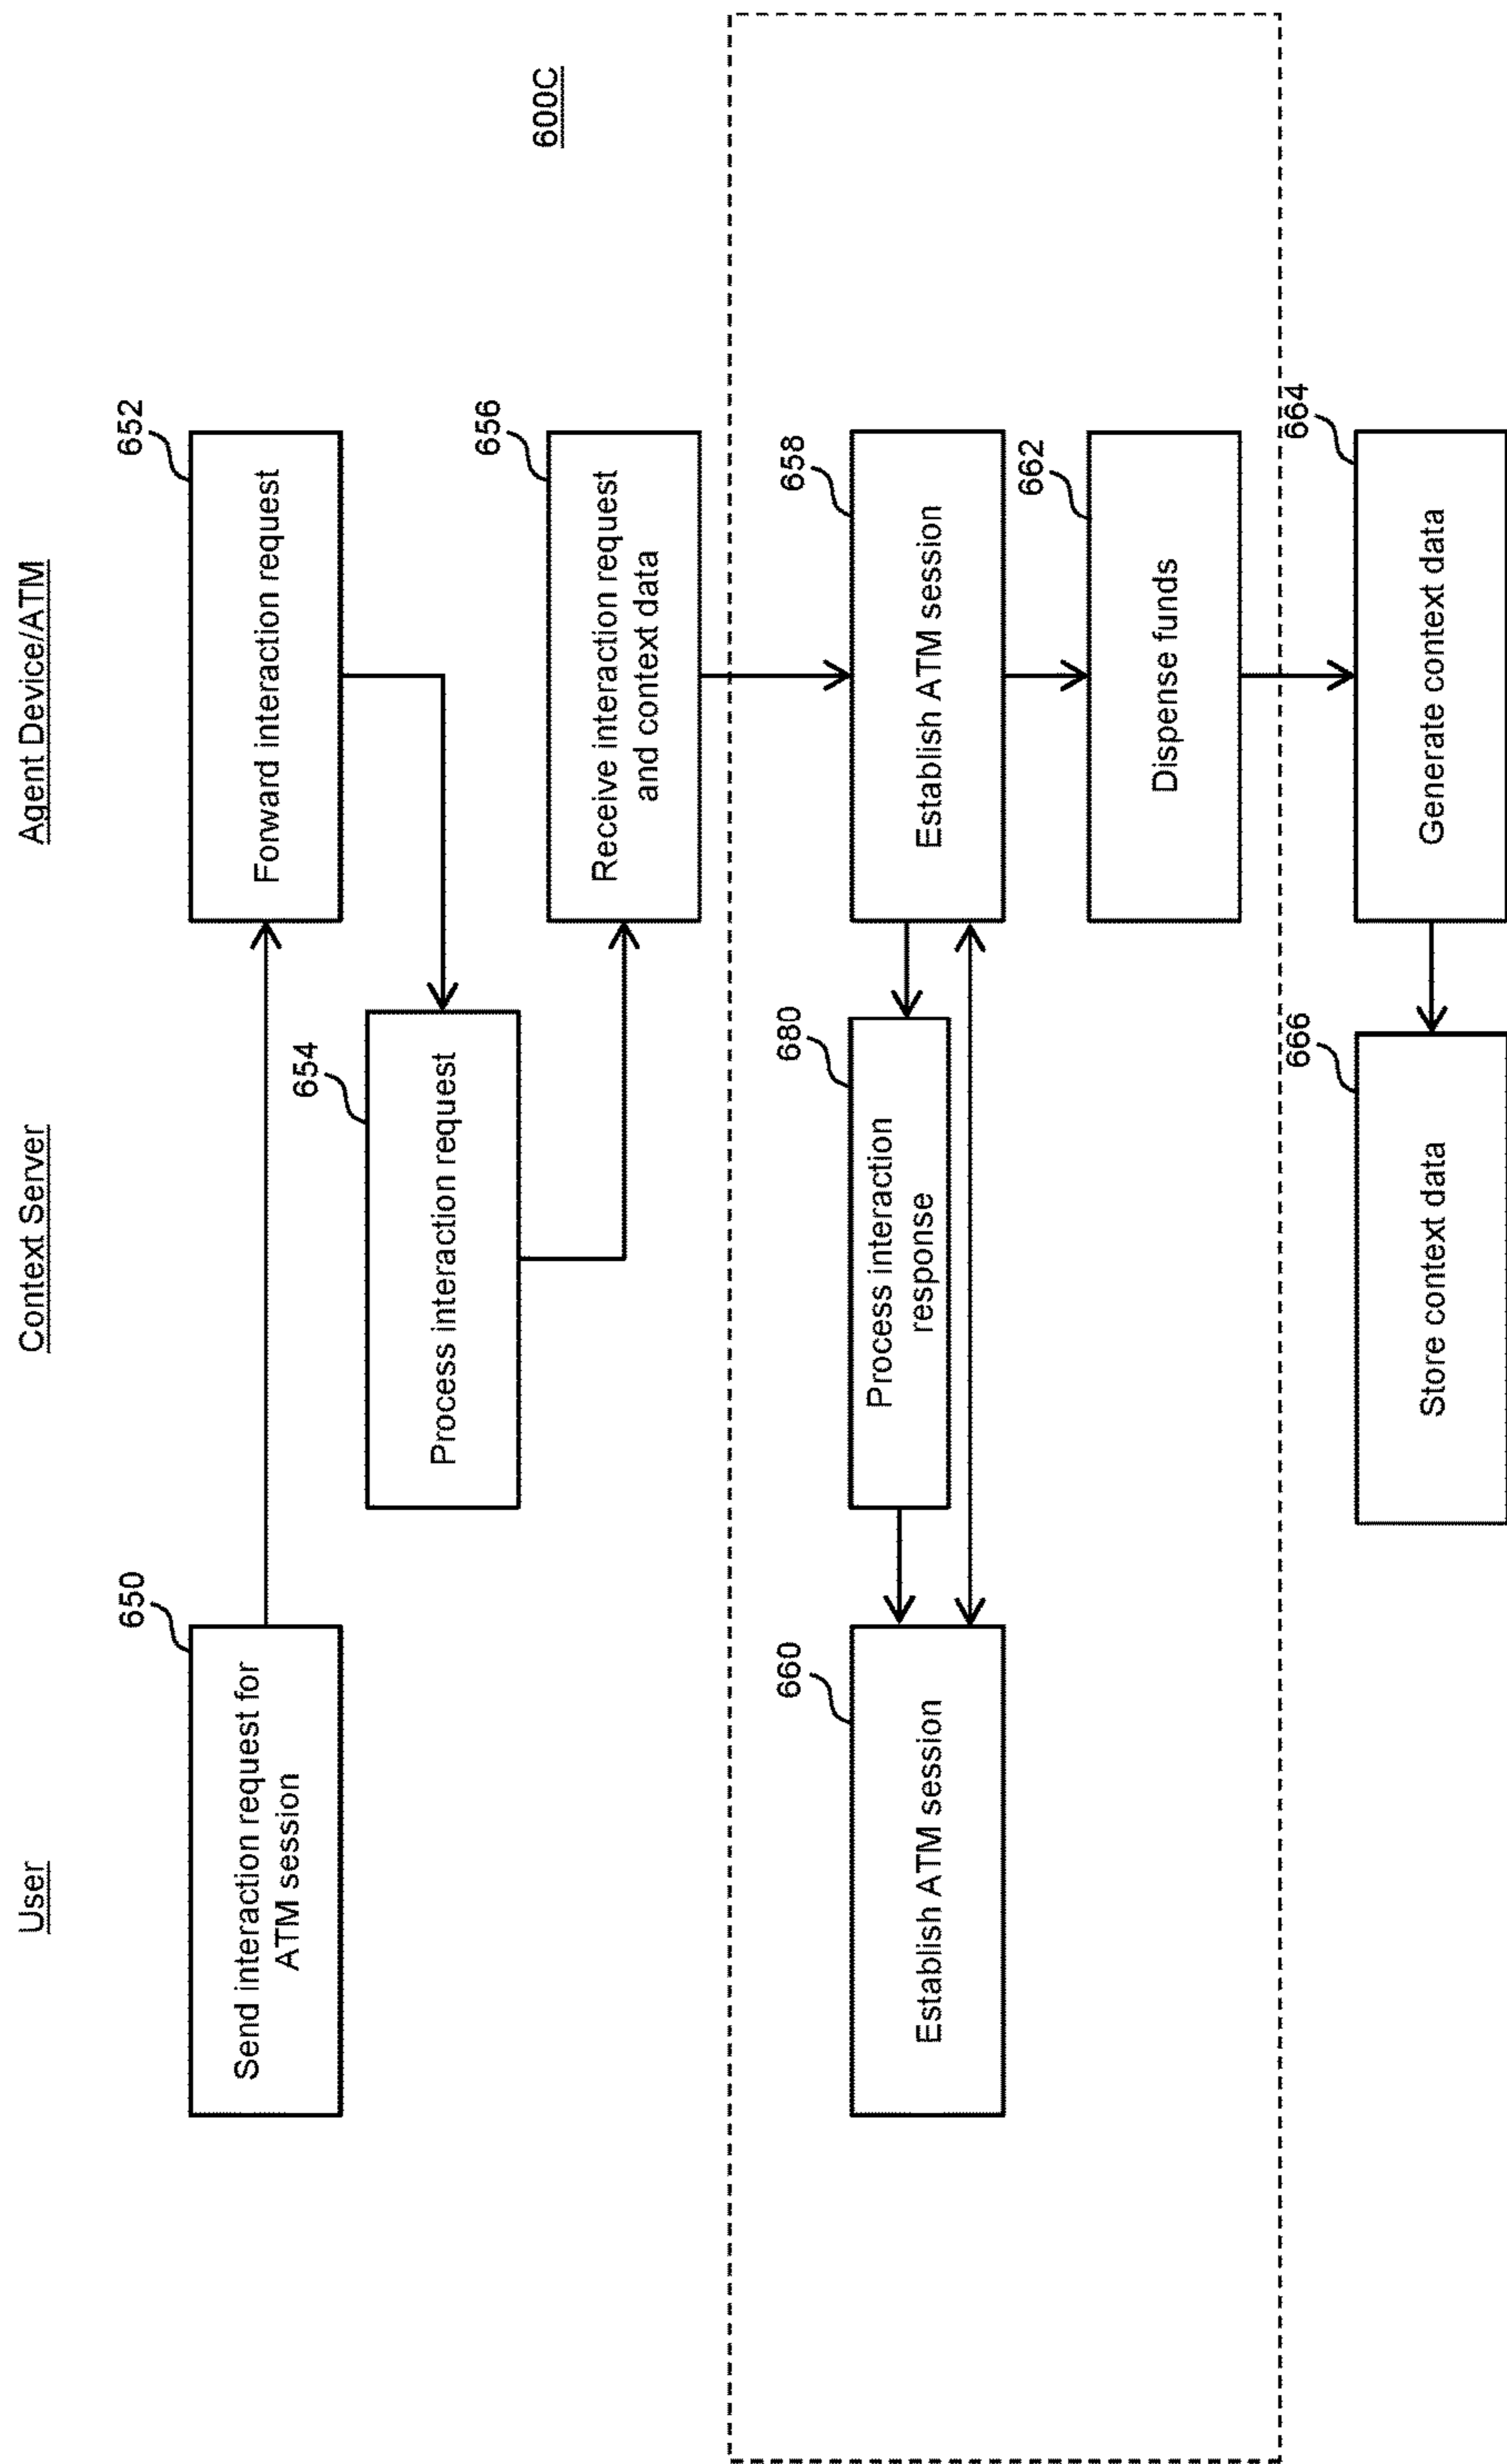 User
Context Server
Agent Device/ATM
650
Send interaction request for
ATM session
652
Forward interaction request
654
Process interaction request
600C
656
Receive interaction request
and context data
660
Establish ATM session
680
Process interaction
response
658
Establish ATM session
662
Dispense funds
666
Store context data
664
Generate context data